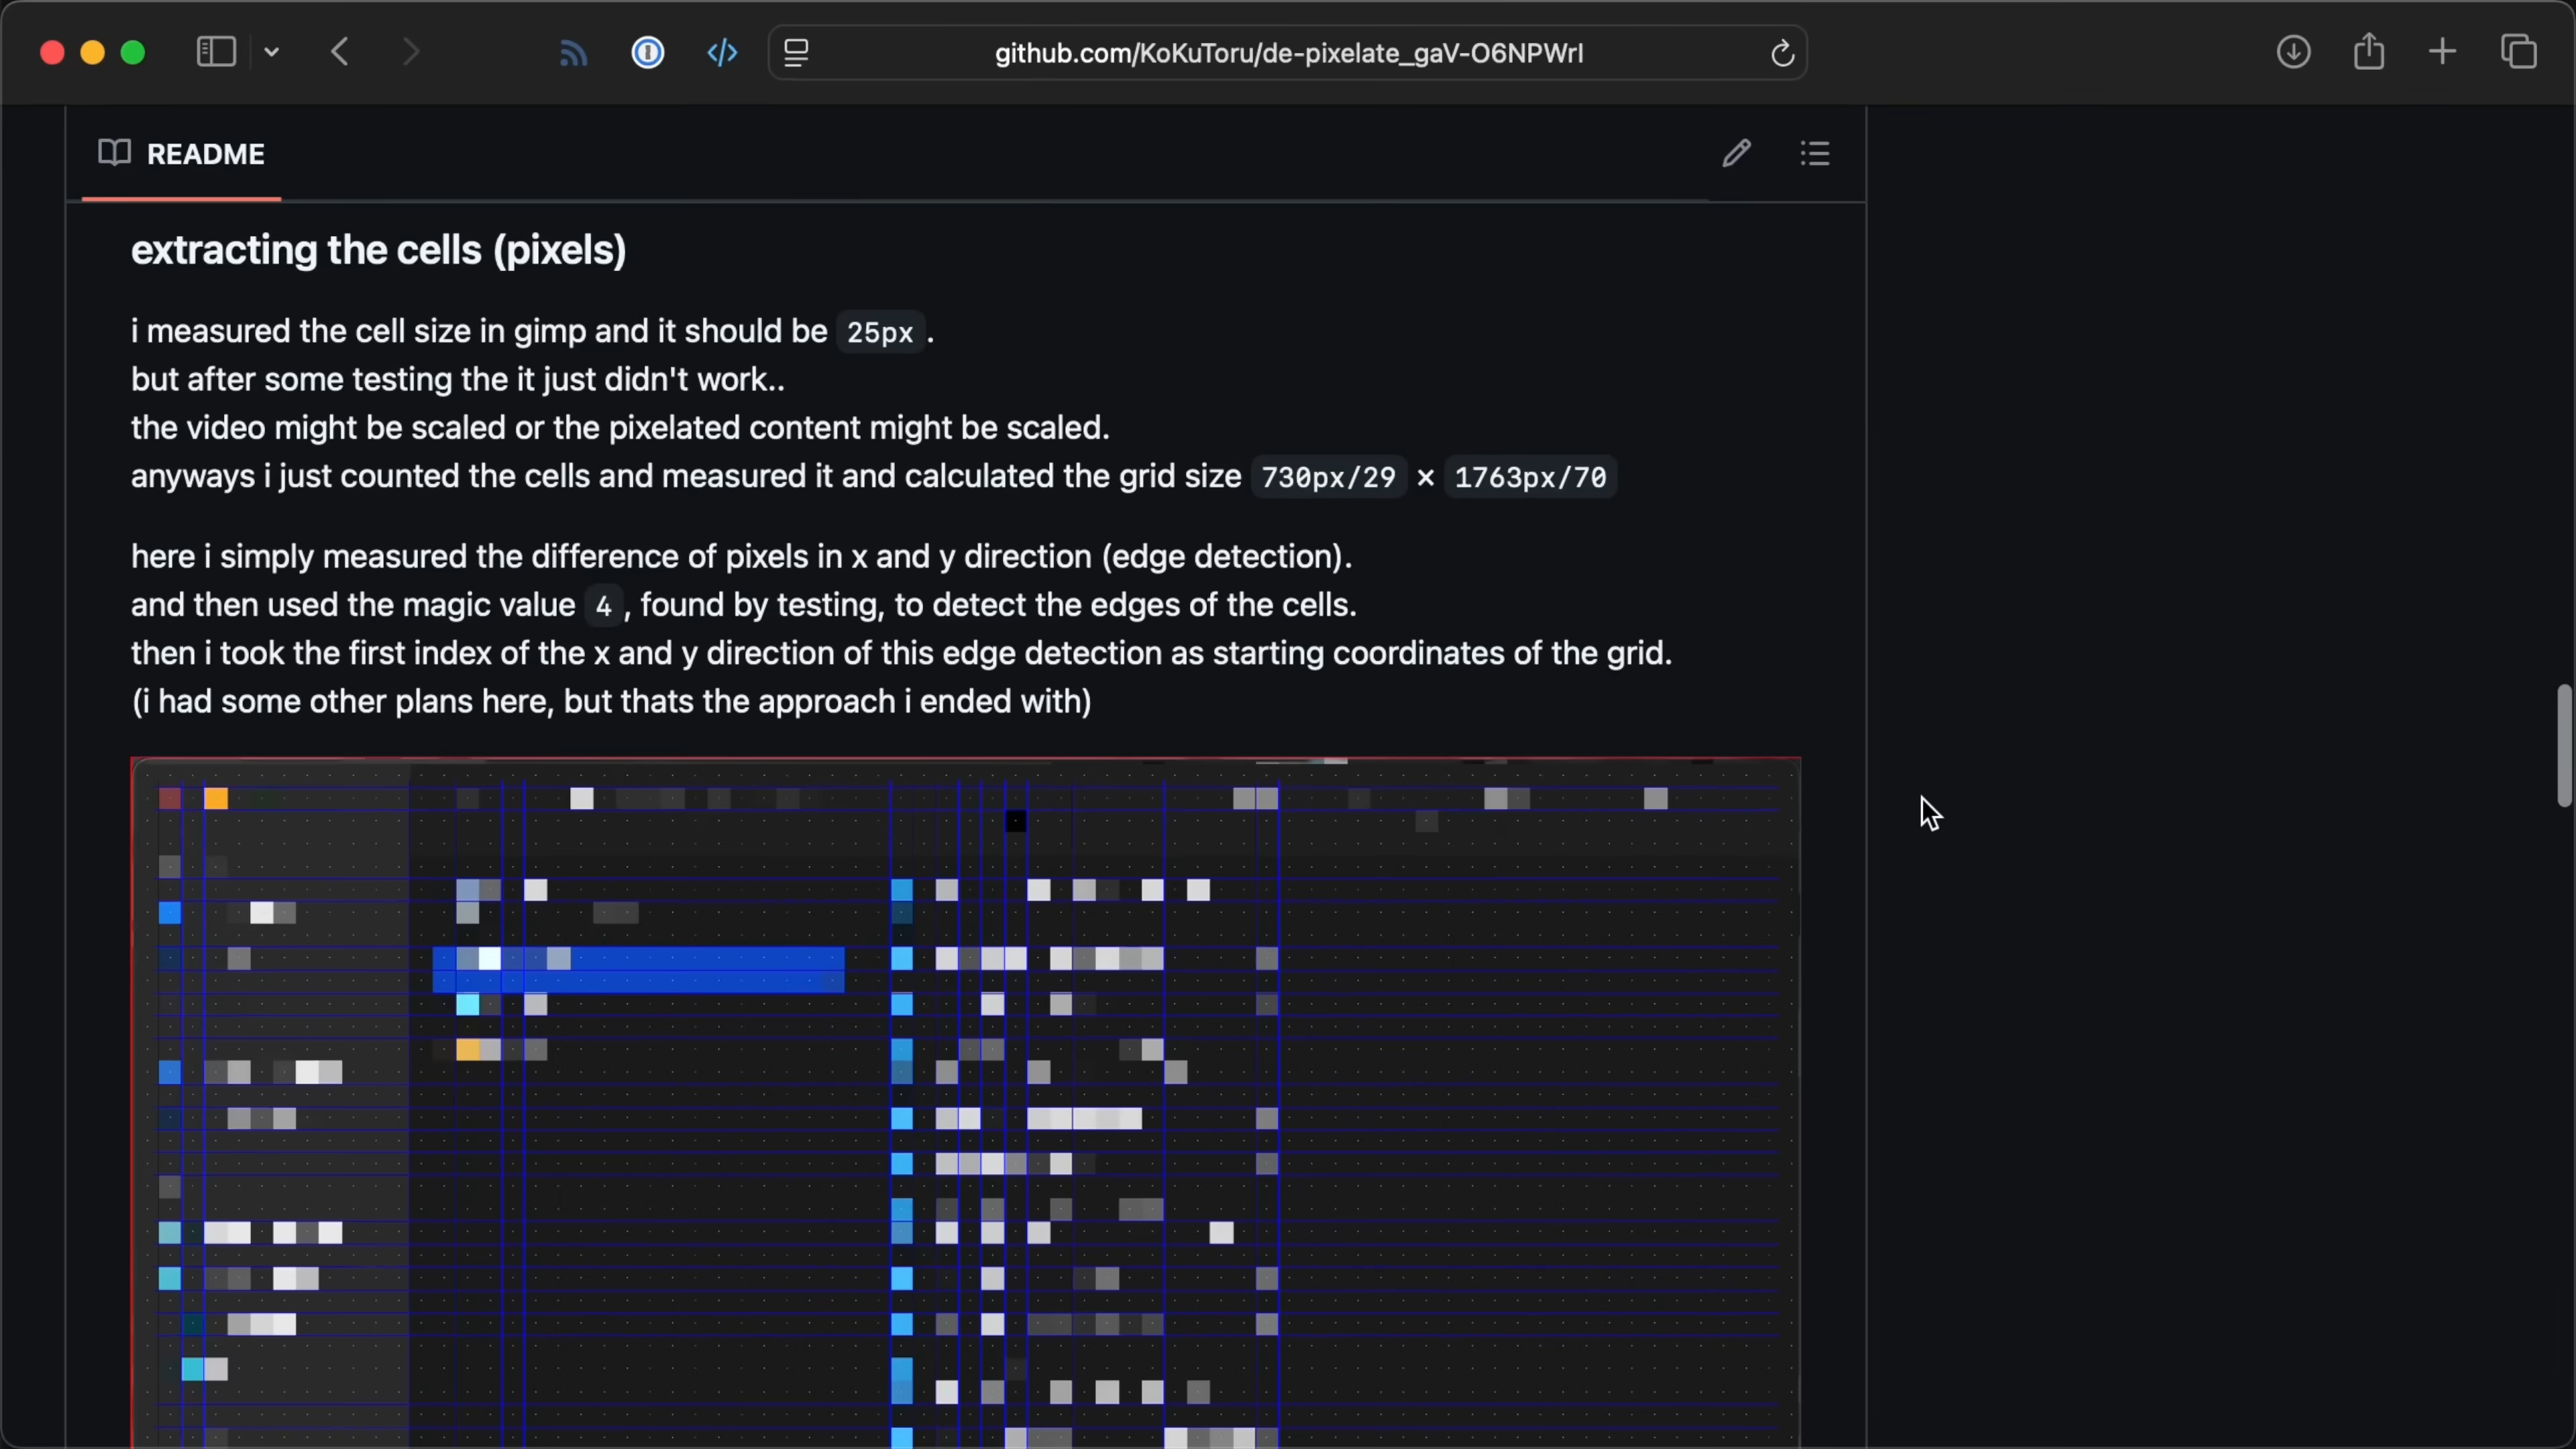 github.com/KoKuToru/de-pixelate_gaV-O6NPWrI
README
extracting the cells (pixels)
i measured the cell size in gimp and it should be 25px .
but after some testing the it just didn't work..
the video might be scaled or the pixelated content might be scaled.
anyways i just counted the cells and measured it and calculated the grid size 730px/29 × 1763px/70
here i simply measured the difference of pixels in x and y direction (edge detection).
and then used the magic value 4 , found by testing, to detect the edges of the cells.
then i took the first index of the x and y direction of this edge detection as starting coordinates of the grid.
(i had some other plans here, but thats the approach i ended with)